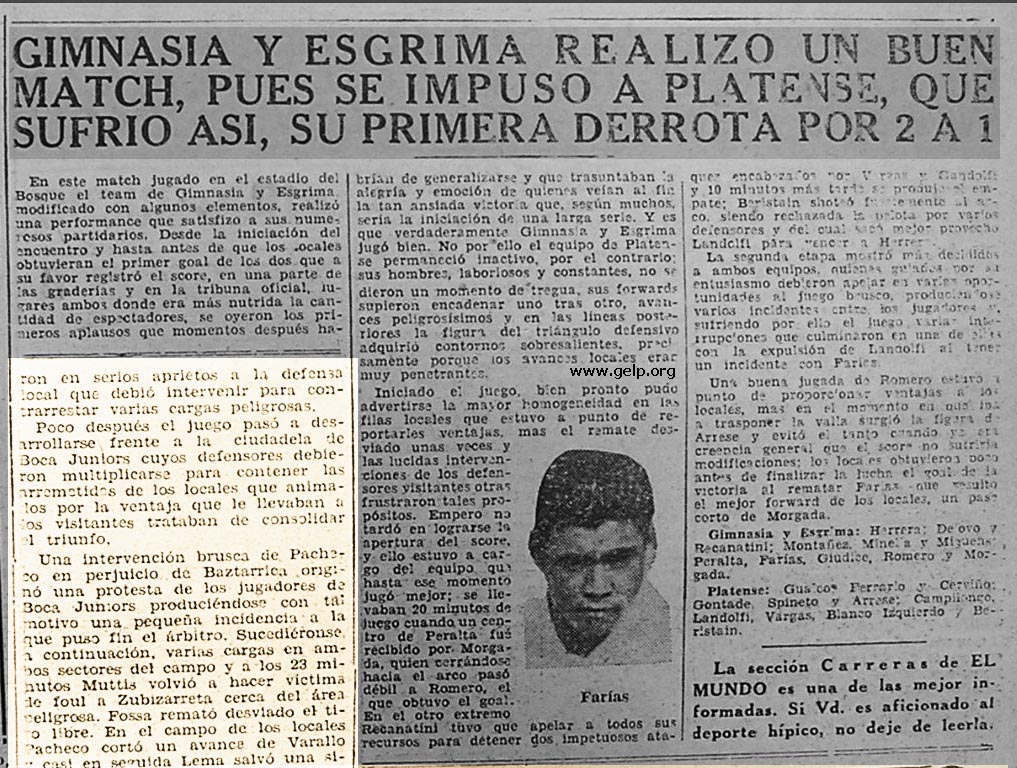 GIMNASIA Y ESGRIMA REALIZO UN BUEN
MATCH, PUES SE IMPUSO A PLATENSE, QUE
SUFRIO ASI, SU PRIMERA DERROTA POR 2 A 1
En este match jugado en el estadio del
Bosque el team de Gimnasia y Esgrima,
modificado con algunos elementos, realizó
una performance que satisfizo a sus nume-
rosos partidarios. Desde la iniciación del
encuentro y hasta antes de que los locales
obtuvieran el primer goal de los dos que a
su favor registró el score, en una parte de
las graderías y en la tribuna oficial, lu-
gares ambos donde era más nutrida la can-
tidad de espectadores, se oyeron los pri-
meros aplausos que momentos después ha-
brían de generalizarse y que trasuntaban la
alegría y emoción de quienes veían al fin
la tan ansiada victoria que, según muchos,
sería la iniciación de una larga serie. Y es
que verdaderamente Gimnasia y Esgrima
jugó bien. No por ello el equipo de Platen-
se permaneció inactivo, por el contrario;
sus hombres, laboriosos y constantes, no se
dieron un momento de tregua, sus forwards
supieron encadenar uno tras otro, avan-
ces peligrosísimos y en las líneas poste-
riores la figura del triángulo defensivo
adquirió contornos sobresalientes, preci-
samente porque los avances locales eran
muy penetrantes.
www.gelp.org
Iniciado el juego, bien pronto pudo
advertirse la mayor homogeneidad en las
filas locales que estuvo a punto de re-
portarles ventajas, mas el remate des-
viado unas veces y
las lucidas interven-
ciones de los defen-
sores visitantes otras
frustraron tales pro-
pósitos. Empero no
tardó en lograrse la
apertura del score,
y ello estuvo a car-
go del equipo que
hasta ese momento
jugó mejor; se lle-
vaban 20 minutos de
juego cuando un cen-
tro de Peralta fué
recibido por Morga-
da, quien cerrándose
hacia el arco pasó
débil a Romero, el
que obtuvo el goal.
En el otro extremo
Recanatini tuvo que apelar a todos sus
recursos para detener dos impetuosos ata-
Farías
ques encabezados por Vargas y Landolfi
y 10 minutos más tarde se produjo el em-
pate; Beristain shoteó fuertemente al ar-
co, siendo rechazada la pelota por varios
defensores y del cual sacó mejor provecho
Landolfi para vencer a Herrera.
La segunda etapa mostró más decididos
a ambos equipos, quienes guiados por su
entusiasmo debieron apelar en varias opor-
tunidades al juego brusco, produciéndose
varios incidentes entre los jugadores y,
sufriendo por ello el juego varias inte-
rrupciones que culminaron en una de ellas
con la expulsión de Landolfi al tener
un incidente con Farías.
Una buena jugada de Romero estuvo a
punto de proporcionar ventajas a los
locales, mas en el momento en que iba
a trasponer la valla surgió la figura de
Arrese y evitó el tanto cuando ya era
creencia general que el score no sufriría
modificaciones; los locales obtuvieron poco
antes de finalizar la lucha el goal de la
victoria al rematar Farías que resultó
el mejor forward de los locales, un pase
corto de Morgada.
Gimnasia y Esgrima: Herrera; Delovo y
Recanatini; Montañez, Minella y Miguens;
Peralta, Farías, Giúdice, Romero y Mor-
gada.
Platense: Ferrario y Cerviño;
Gontade, Spineto y Arrese;
Landolfi, Vargas, Blanco Izquierdo y Be-
ristain.
La sección Carreras de EL
MUNDO es una de las mejor in-
formadas. Si Vd. es aficionado al
deporte hípico, no deje de leerla.
ron en serios aprietos a la defensa
local que debió intervenir para con-
trarrestar varias cargas peligrosas.
Poco después el juego pasó a des-
arrollarse frente a la ciudadela de
Boca Juniors cuyos defensores debie-
ron multiplicarse para contener las
arremetidas de los locales que anima-
dos por la ventaja que le llevaban a
los visitantes trataban de consolidar
el triunfo.
Una intervención brusca de Pache-
co en perjuicio de Baztarrica origi-
nó una protesta de los jugadores de
Boca Juniors produciéndose con tal
motivo una pequeña incidencia a la
que puso fin el árbitro. Sucediéronse,
a continuación, varias cargas en am-
bos sectores del campo y a los 23 mi-
nutos Muttis volvió a hacer víctima
de foul a Zubizarreta cerca del área
peligrosa. Fossa remató desviado el ti-
ro libre. En el campo de los locales
Pacheco cortó un avance de Varallo
y casi en seguida Lema salvó una si-